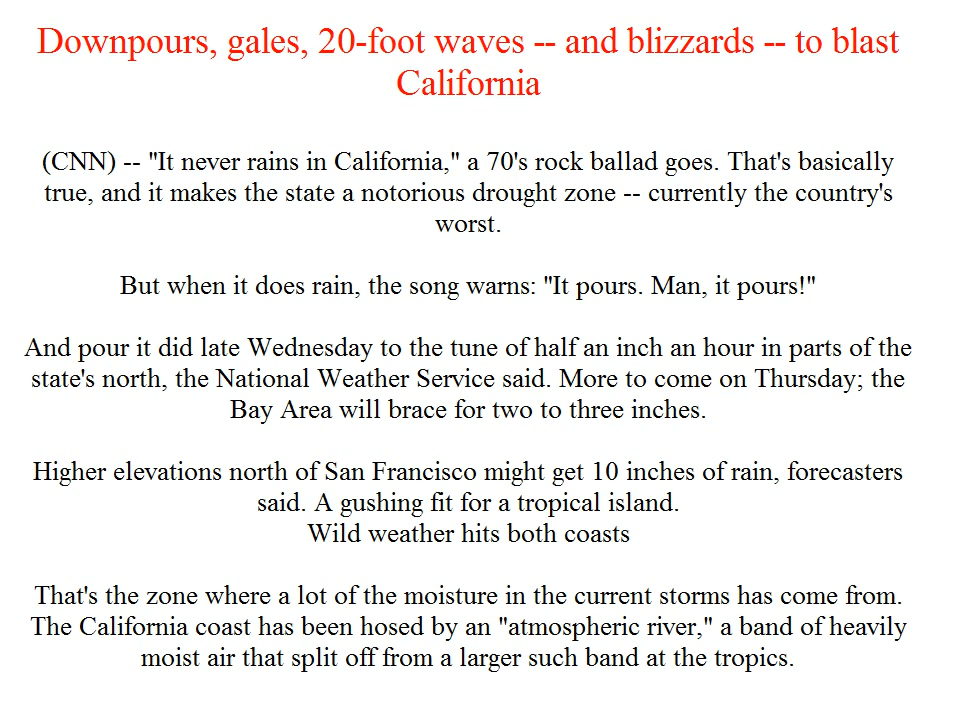 Downpours, gales, 20-foot waves -- and blizzards -- to blast
California
(CNN) -- "It never rains in California," a 70's rock ballad goes. That's basically
true, and it makes the state a notorious drought zone -- currently the country's
worst.
But when it does rain, the song warns: "It pours. Man, it pours!"
And pour it did late Wednesday to the tune of half an inch an hour in parts of the
state's north, the National Weather Service said. More to come on Thursday; the
Bay Area will brace for two to three inches.
Higher elevations north of San Francisco might get 10 inches of rain, forecasters
said. A gushing fit for a tropical island.
Wild weather hits both coasts
That's the zone where a lot of the moisture in the current storms has come from.
The California coast has been hosed by an "atmospheric river," a band of heavily
moist air that split off from a larger such band at the tropics.